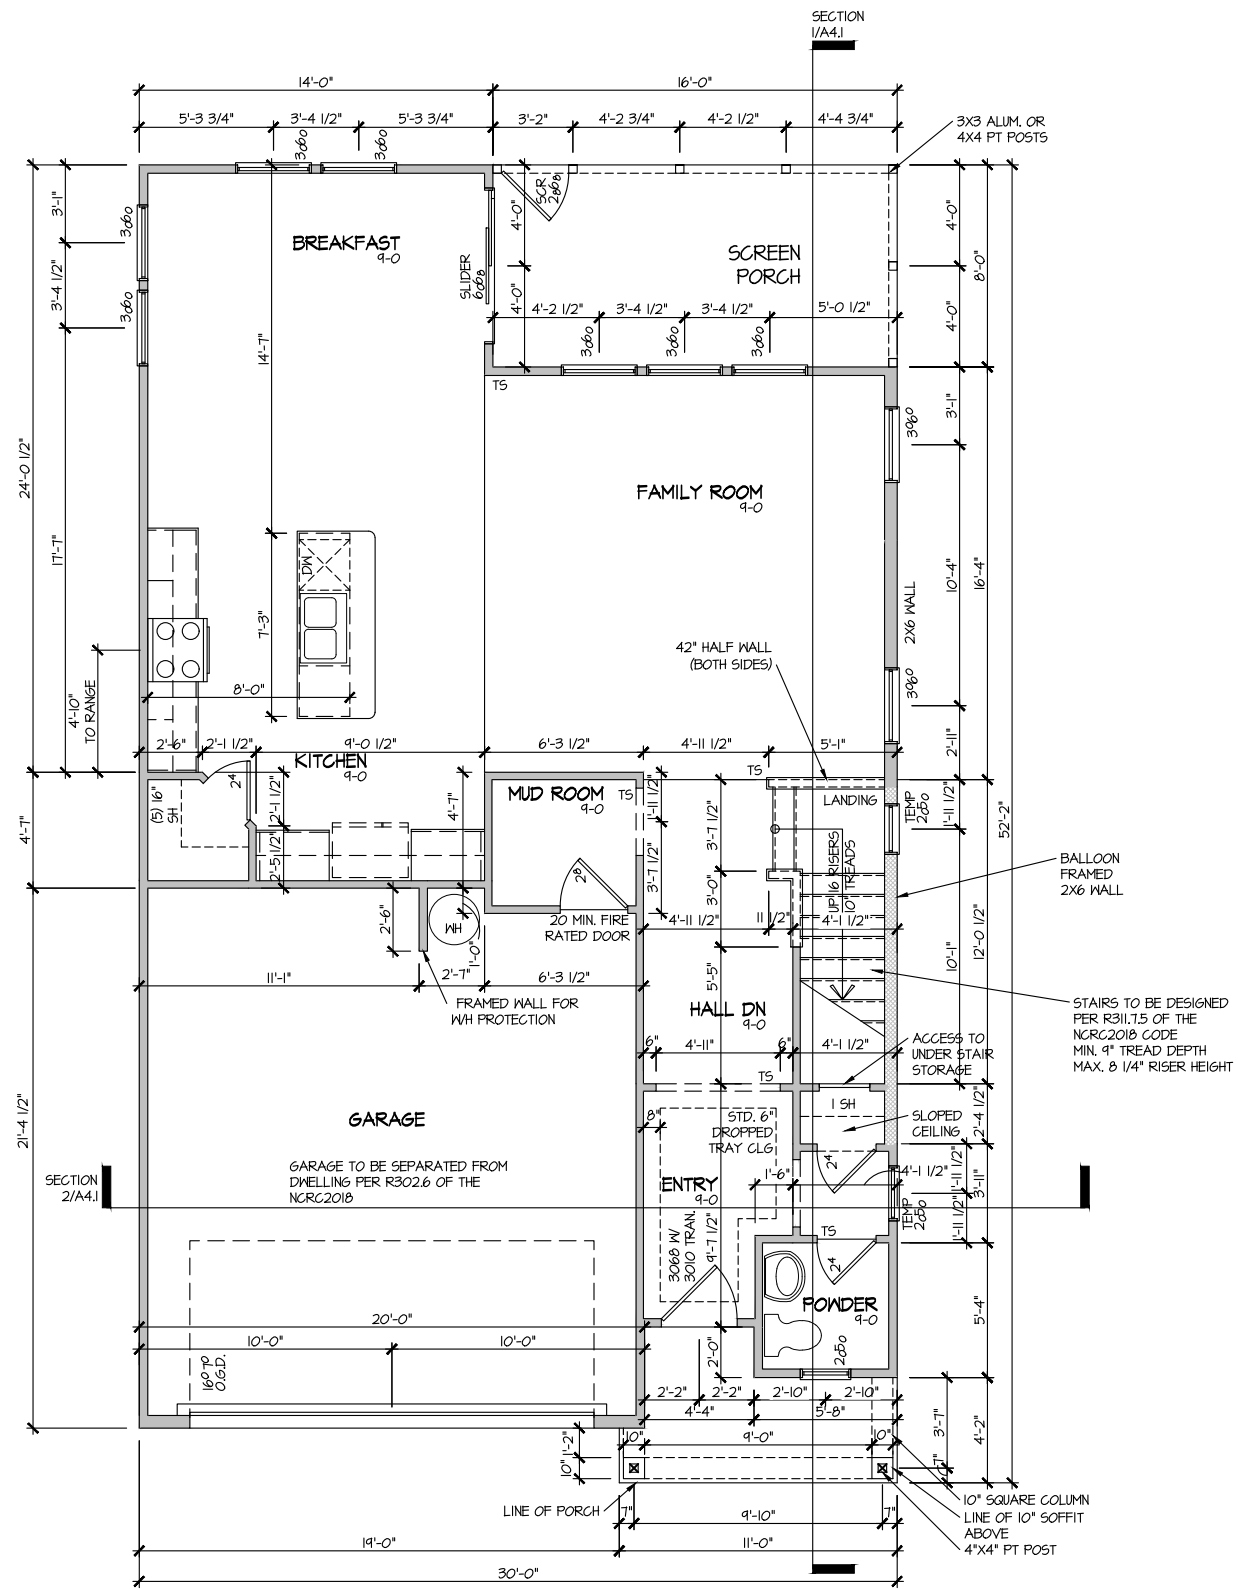 SECTION
1/A4.1
14'-0"
16'-0"
5'-3 3/4"
3'-4 1/2"
5'-3 3/4"
3'-2"
4'-2 3/4"
4'-2 1/2"
4'-4 3/4"
3X3 ALUM. OR
4X4 PT POSTS
3060
3060
SCR
2868
3'-1"
3060
3'-4 1/2"
3060
BREAKFAST
9-0
SLIDER
6068
4'-0"
4'-0"
SCREEN
PORCH
4'-0"
8'-0"
4'-0"
4'-2 1/2"
3'-4 1/2"
3'-4 1/2"
5'-0 1/2"
3060
3060
3060
14'-7"
TS
3'-1"
3060
24'-0 1/2"
17'-7"
FAMILY ROOM
9-0
10'-4"
16'-4"
DW
7'-3"
2X6 WALL
42" HALF WALL
(BOTH SIDES)
8'-0"
4'-10"
TO RANGE
3060
2'-11"
2'-6"
2'-1 1/2"
9'-0 1/2"
6'-3 1/2"
4'-11 1/2"
5'-1"
KITCHEN
9-0
24
TS
(5) 16"
SH
2'-1 1/2"
2'-5 1/2"
4'-7"
4'-7"
MUD ROOM
9-0
TS
1'-11 1/2"
3'-7 1/2"
3'-7 1/2"
LANDING
TEMP
2050
1'-11 1/2"
52'-2"
UP 16 RISERS
10" TREADS
BALLOON
FRAMED
2X6 WALL
28
20 MIN. FIRE
RATED DOOR
3'-0"
4'-11 1/2"
11 1/2"
4'-1 1/2"
2'-6"
WH
1'-0"
12'-0 1/2"
10'-1"
11'-1"
2'-7"
6'-3 1/2"
5'-5"
FRAMED WALL FOR
W/H PROTECTION
HALL DN
9-0
STAIRS TO BE DESIGNED
PER R311.7.5 OF THE
NCRC2018 CODE
MIN. 9" TREAD DEPTH
MAX. 8 1/4" RISER HEIGHT
6"
4'-11"
6"
4'-1 1/2"
ACCESS TO
UNDER STAIR
STORAGE
TS
21'-4 1/2"
GARAGE
8"
STD. 6"
DROPPED
TRAY CLG
1 SH
SLOPED
CEILING
2'-4 1/2"
GARAGE TO BE SEPARATED FROM
DWELLING PER R302.6 OF THE
NCRC2018
SECTION
2/A4.1
ENTRY
9-0
1'-6"
24
4'-1 1/2"
1'-11 1/2"
3'-11"
1'-11 1/2"
TEMP
2050
3068 W/
3010 TRAN.
9'-7 1/2"
TS
24
POWDER
9-0
5'-4"
20'-0"
10'-0"
10'-0"
16070
O.G.D.
2'-0"
2050
2'-2"
2'-2"
2'-10"
2'-10"
4'-4"
5'-8"
3'-7"
4'-2"
1'-2"
10"
10"
9'-0"
10"
7"
LINE OF PORCH
7"
9'-10"
7"
10" SQUARE COLUMN
LINE OF 10" SOFFIT
ABOVE
4"X4" PT POST
19'-0"
11'-0"
30'-0"